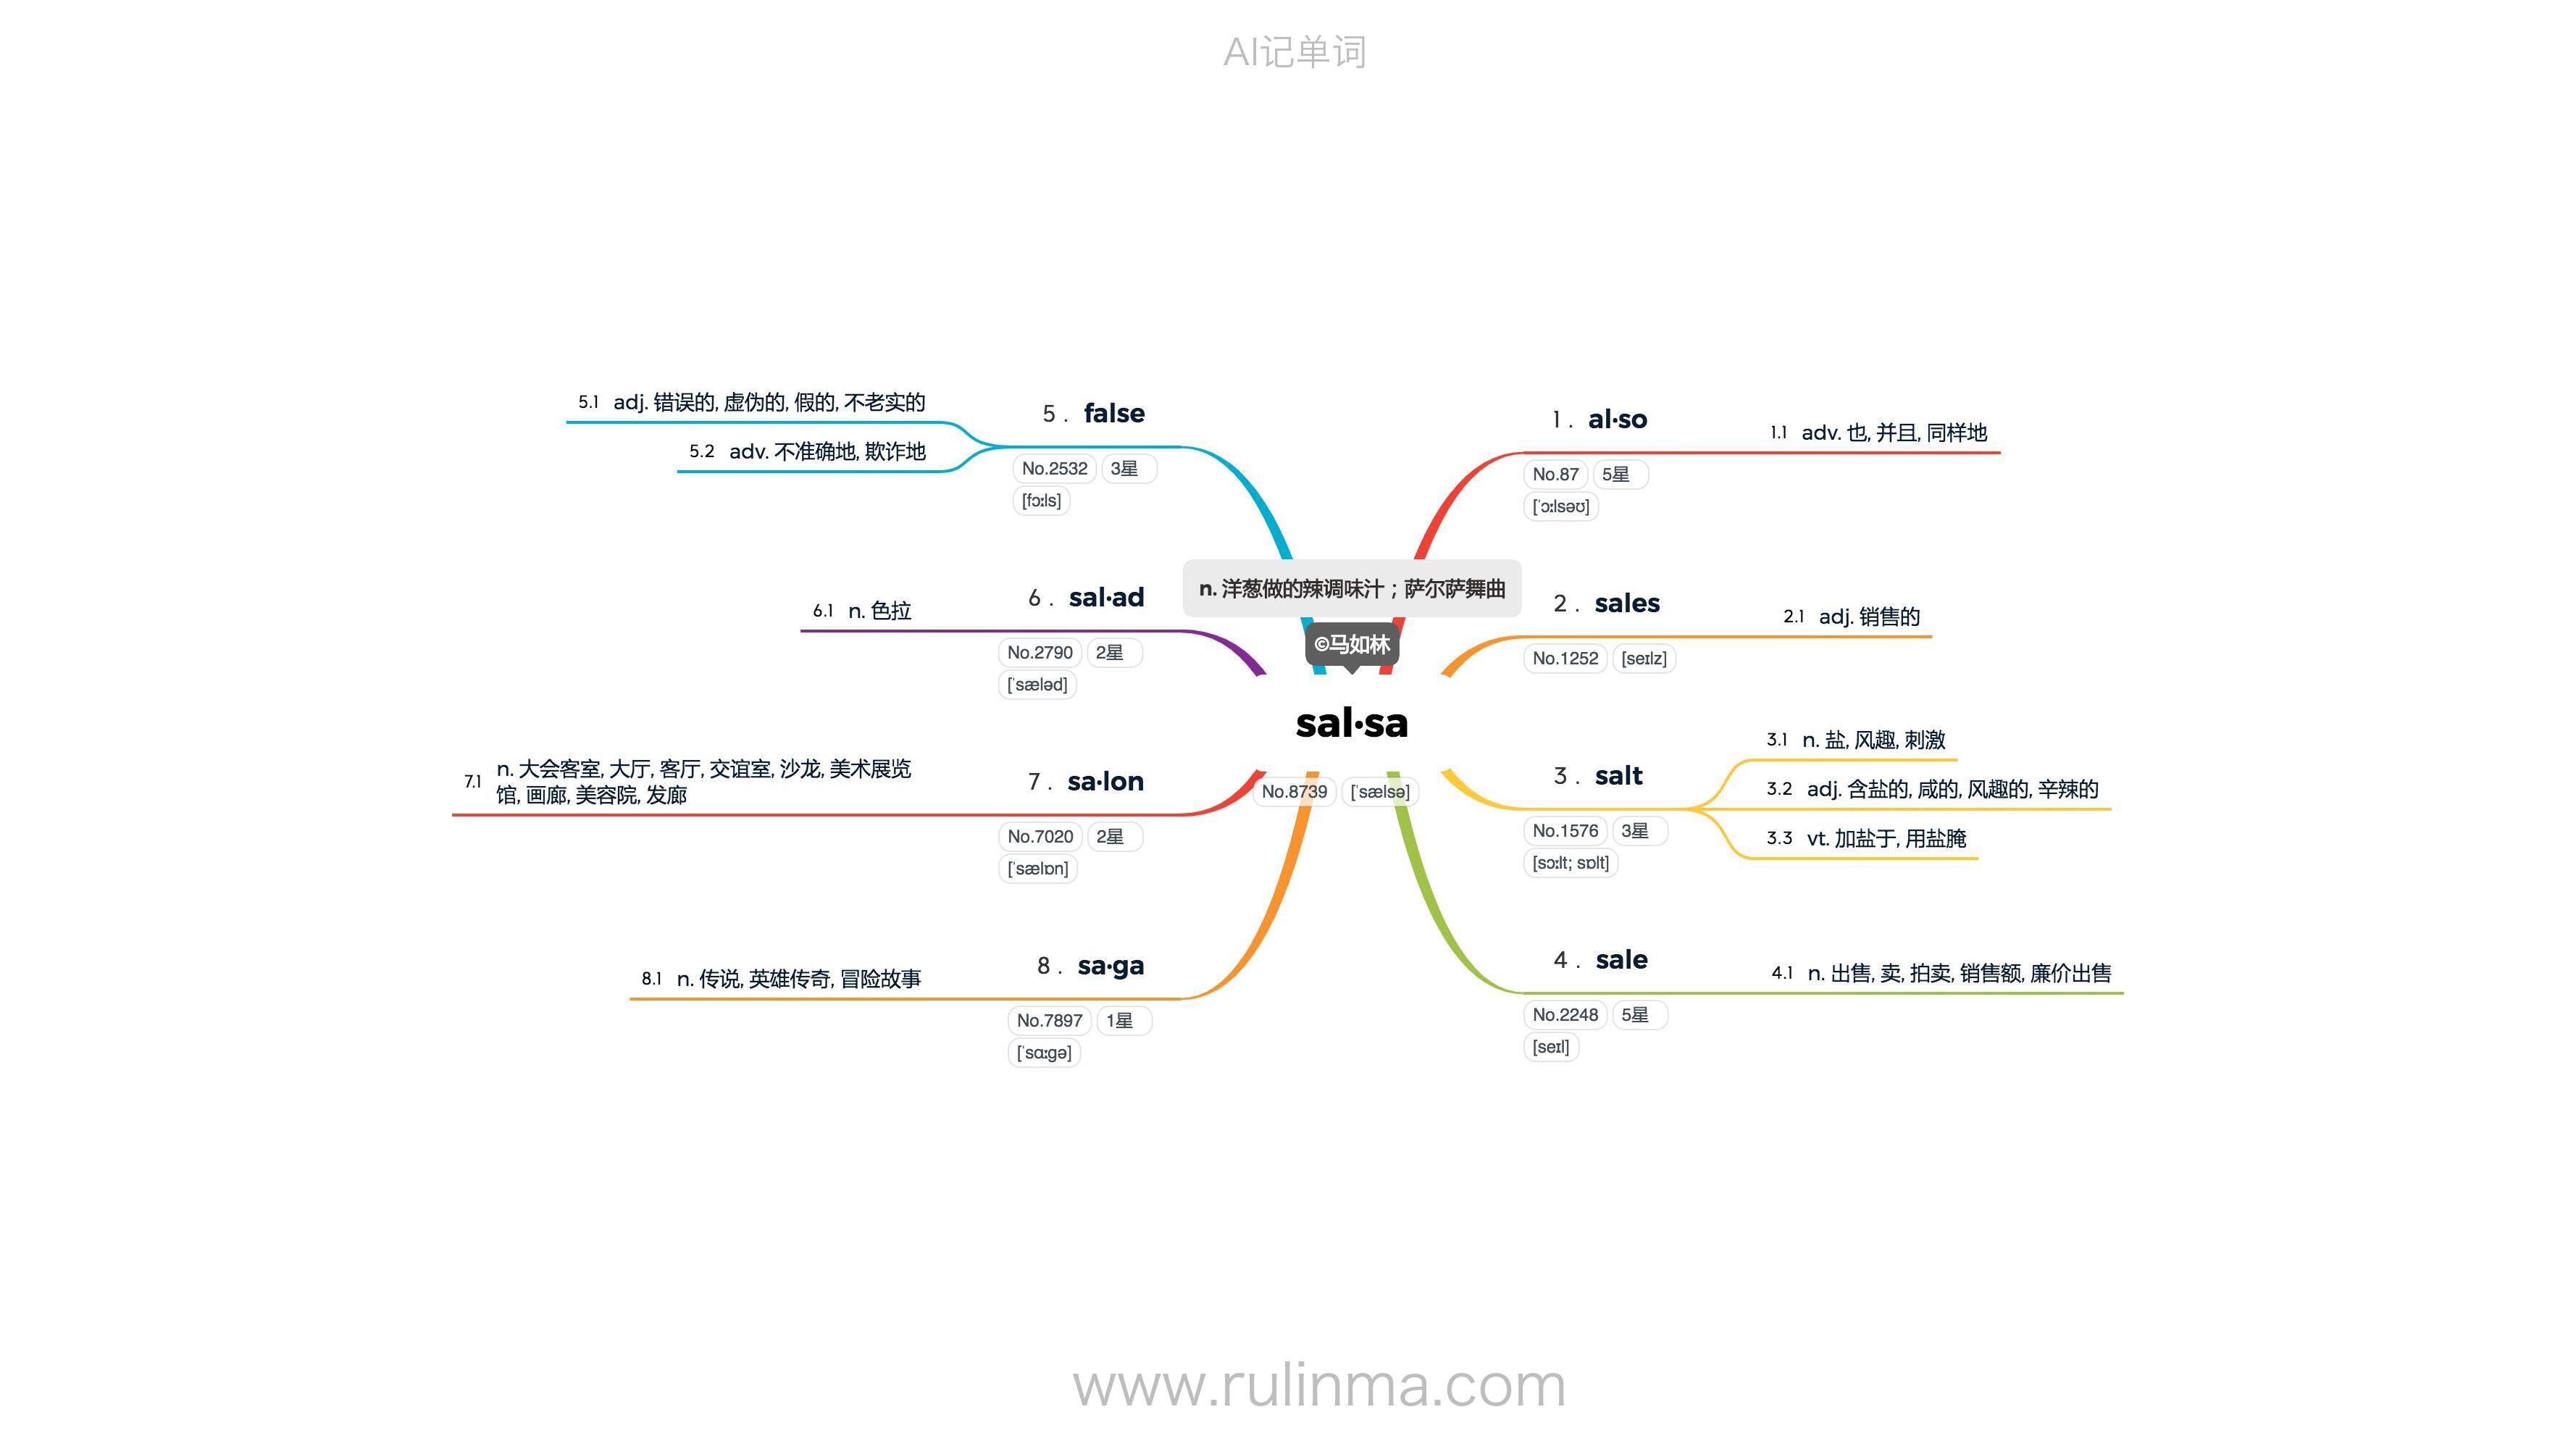 AI记单词
n. 洋葱做的辣调味汁；萨尔萨舞曲
©马如林
sal·sa
No.8739 [ˈsælsə]
1 . al·so
No.87 5星
[ˈɔːlsəʊ]
1.1 adv. 也, 并且, 同样地
2 . sales
No.1252 [seɪlz]
2.1 adj. 销售的
3 . salt
No.1576 3星
[sɔːlt; sɒlt]
3.1 n. 盐, 风趣, 刺激
3.2 adj. 含盐的, 咸的, 风趣的, 辛辣的
3.3 vt. 加盐于, 用盐腌
4 . sale
No.2248 5星
[seɪl]
4.1 n. 出售, 卖, 拍卖, 销售额, 廉价出售
5 . false
No.2532 3星
[fɔːls]
5.1 adj. 错误的, 虚伪的, 假的, 不老实的
5.2 adv. 不准确地, 欺诈地
6 . sal·ad
No.2790 2星
[ˈsæləd]
6.1 n. 色拉
7 . sa·lon
No.7020 2星
[ˈsælɒn]
7.1 n. 大会客室, 大厅, 客厅, 交谊室, 沙龙, 美术展览
馆, 画廊, 美容院, 发廊
8 . sa·ga
No.7897 1星
[ˈsɑːɡə]
8.1 n. 传说, 英雄传奇, 冒险故事
www.rulinma.com